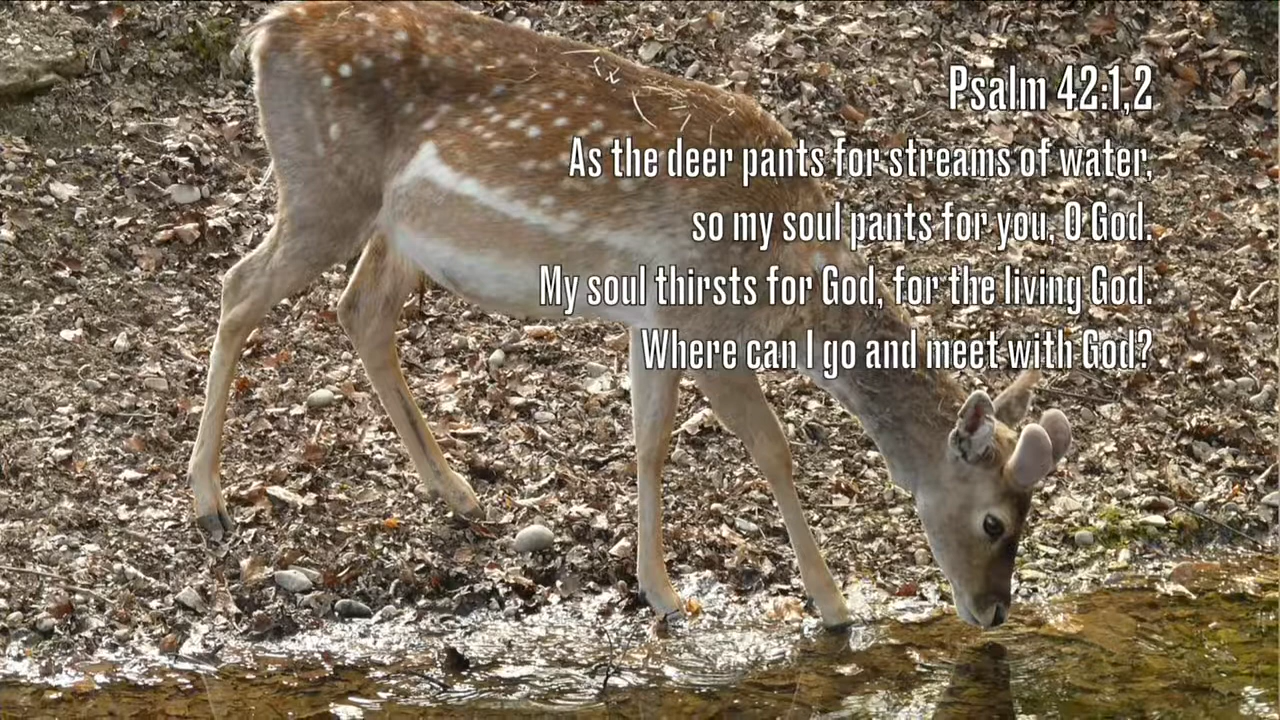 Psalm 42:1,2
As the deer pants for streams of water,
so my soul pants for you, O God.
My soul thirsts for God, for the living God.
Where can I go and meet with God?